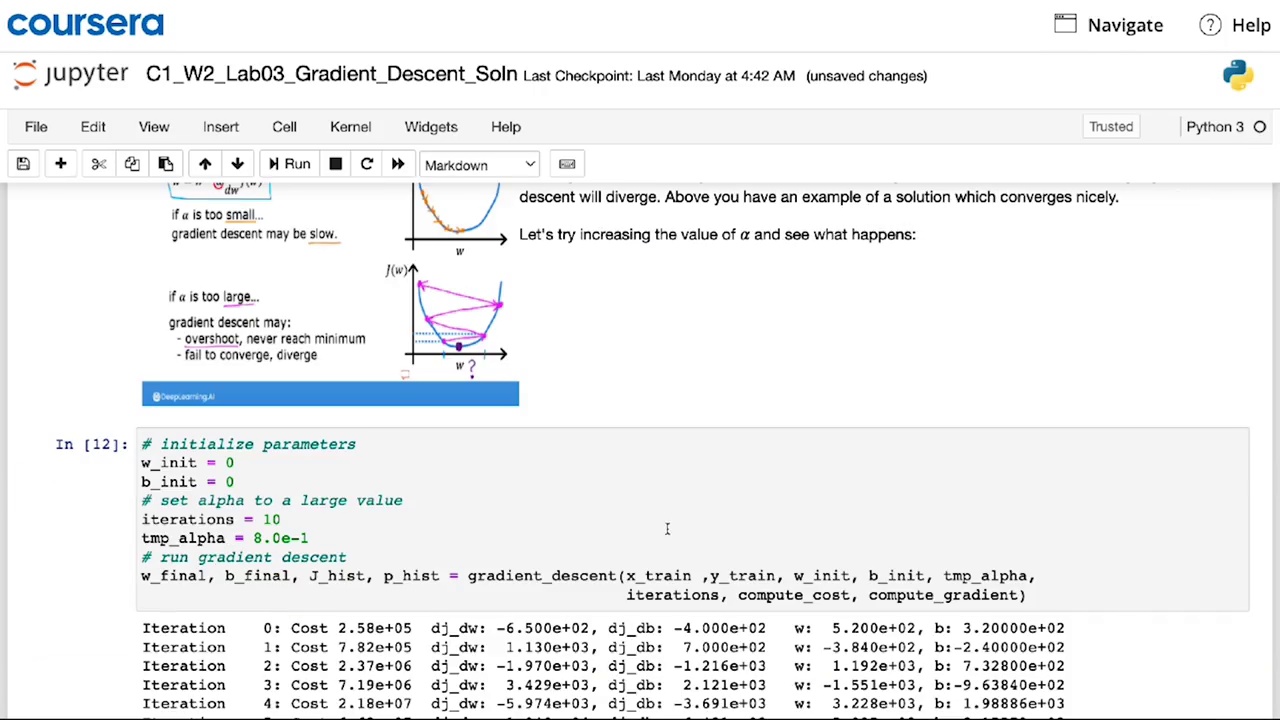 coursera
Navigate
Help
jupyter C1_W2_Lab03_Gradient_Descent_Soln Last Checkpoint: Last Monday at 4:42 AM (unsaved changes)
File Edit View Insert Cell Kernel Widgets Help
Trusted
Python 3
Run
Markdown
if α is too small...
gradient descent may be slow.
w
descent will diverge. Above you have an example of a solution which converges nicely.
Let's try increasing the value of α and see what happens:
J(w)
if α is too large...
gradient descent may:
- overshoot, never reach minimum
- fail to converge, diverge
w ?
DeepLearning.AI
In [12]: # initialize parameters
w_init = 0
b_init = 0
# set alpha to a large value
iterations = 10
tmp_alpha = 8.0e-1
# run gradient descent
w_final, b_final, J_hist, p_hist = gradient_descent(x_train ,y_train, w_init, b_init, tmp_alpha,
iterations, compute_cost, compute_gradient)
Iteration 0: Cost 2.58e+05 dj_dw: -6.500e+02, dj_db: -4.000e+02 w: 5.200e+02, b: 3.20000e+02
Iteration 1: Cost 7.82e+05 dj_dw: 1.130e+03, dj_db: 7.000e+02 w: -3.840e+02, b:-2.40000e+02
Iteration 2: Cost 2.37e+06 dj_dw: -1.970e+03, dj_db: -1.216e+03 w: 1.192e+03, b: 7.32800e+02
Iteration 3: Cost 7.19e+06 dj_dw: 3.429e+03, dj_db: 2.121e+03 w: -1.551e+03, b:-9.63840e+02
Iteration 4: Cost 2.18e+07 dj_dw: -5.974e+03, dj_db: -3.691e+03 w: 3.228e+03, b: 1.98886e+03